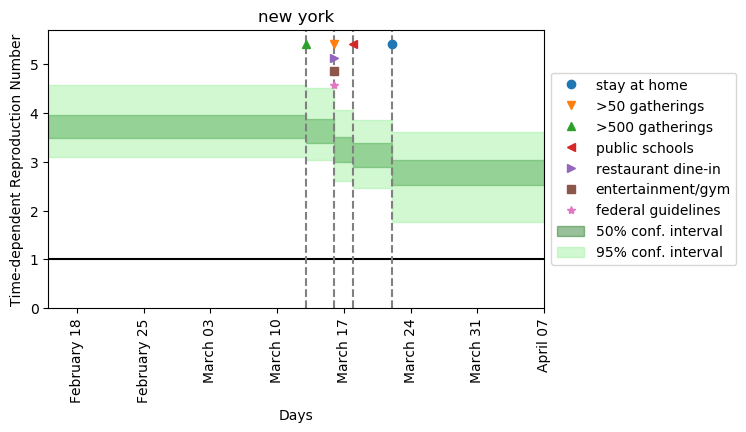 new york
Time-dependent Reproduction Number
5
4
3
2
1
0
February 18
February 25
March 03
March 10
March 17
March 24
March 31
April 07
Days
stay at home
>50 gatherings
>500 gatherings
public schools
restaurant dine-in
entertainment/gym
federal guidelines
50% conf. interval
95% conf. interval